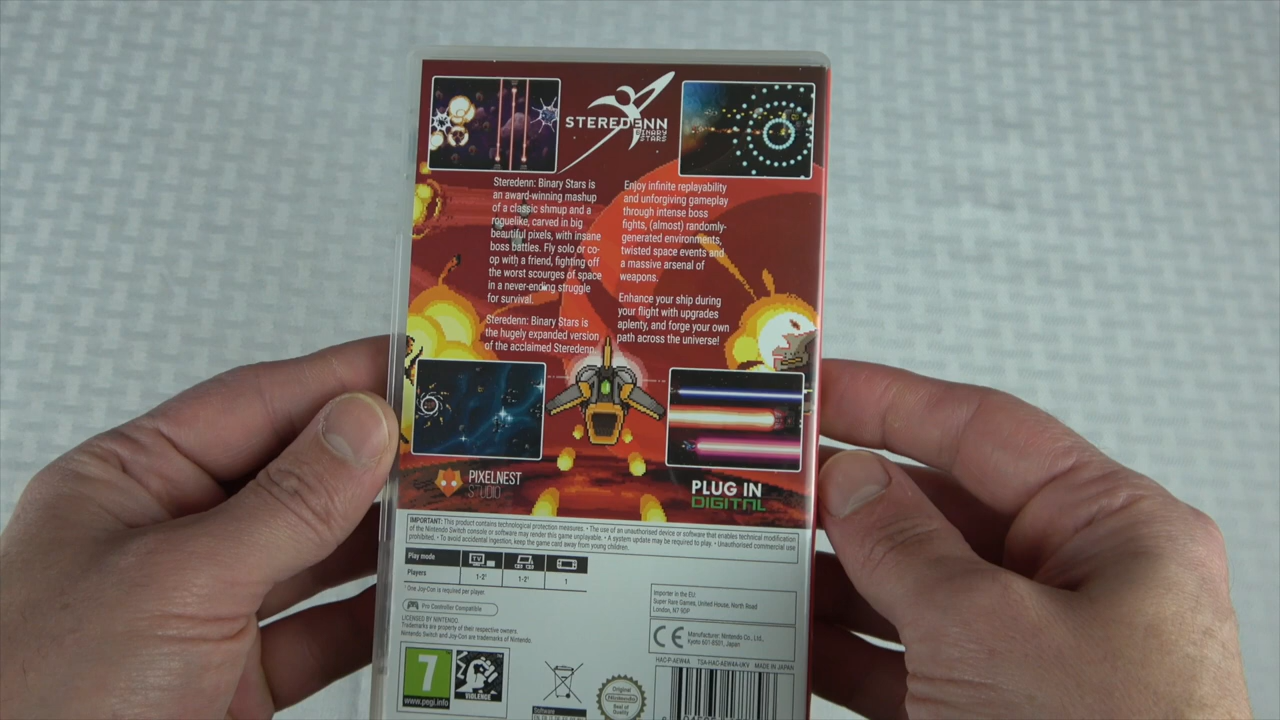 STEREDENN
BINARY
STARS
Steredenn: Binary Stars is
an award-winning mashup
of a classic shmup and a
roguelike, carved in big
beautiful pixels, with insane
boss battles. Fly solo or co-
op with a friend, fighting off
the worst scourges of space
in a never-ending struggle
for survival.
Steredenn: Binary Stars is
the hugely expanded version
of the acclaimed Steredenn.
Enjoy infinite replayability
and unforgiving gameplay
through intense boss
fights, (almost) randomly-
generated environments,
twisted space events and
a massive arsenal of
weapons.
Enhance your ship during
your flight with upgrades
aplenty, and forge your own
path across the universe!
PIXELNEST
STUDIO
PLUG IN
DIGITAL
IMPORTANT: This product contains technological protection measures. • The use of an unauthorised device or software that enables technical modification
of the Nintendo Switch console or software may render this game unplayable. • A system update may be required to play. • Unauthorised commercial use
prohibited. • To avoid accidental ingestion, keep the game card away from young children.
Play mode TV
Players 1-2* 1-2* 1
* One Joy-Con is required per player.
Pro Controller Compatible
LICENSED BY NINTENDO.
Trademarks are property of their respective owners.
Nintendo Switch and Joy-Con are trademarks of Nintendo.
Importer in the EU:
Super Rare Games, United House, North Road
London, N7 9DP
CE Manufacturer: Nintendo Co., Ltd.,
Kyoto 601-8501, Japan
HAC-P-AEW4A TSA-HAC-AEW4A-UKV MADE IN JAPAN
7
www.pegi.info
VIOLENCE
Software
Original
Nintendo
Seal of
Quality